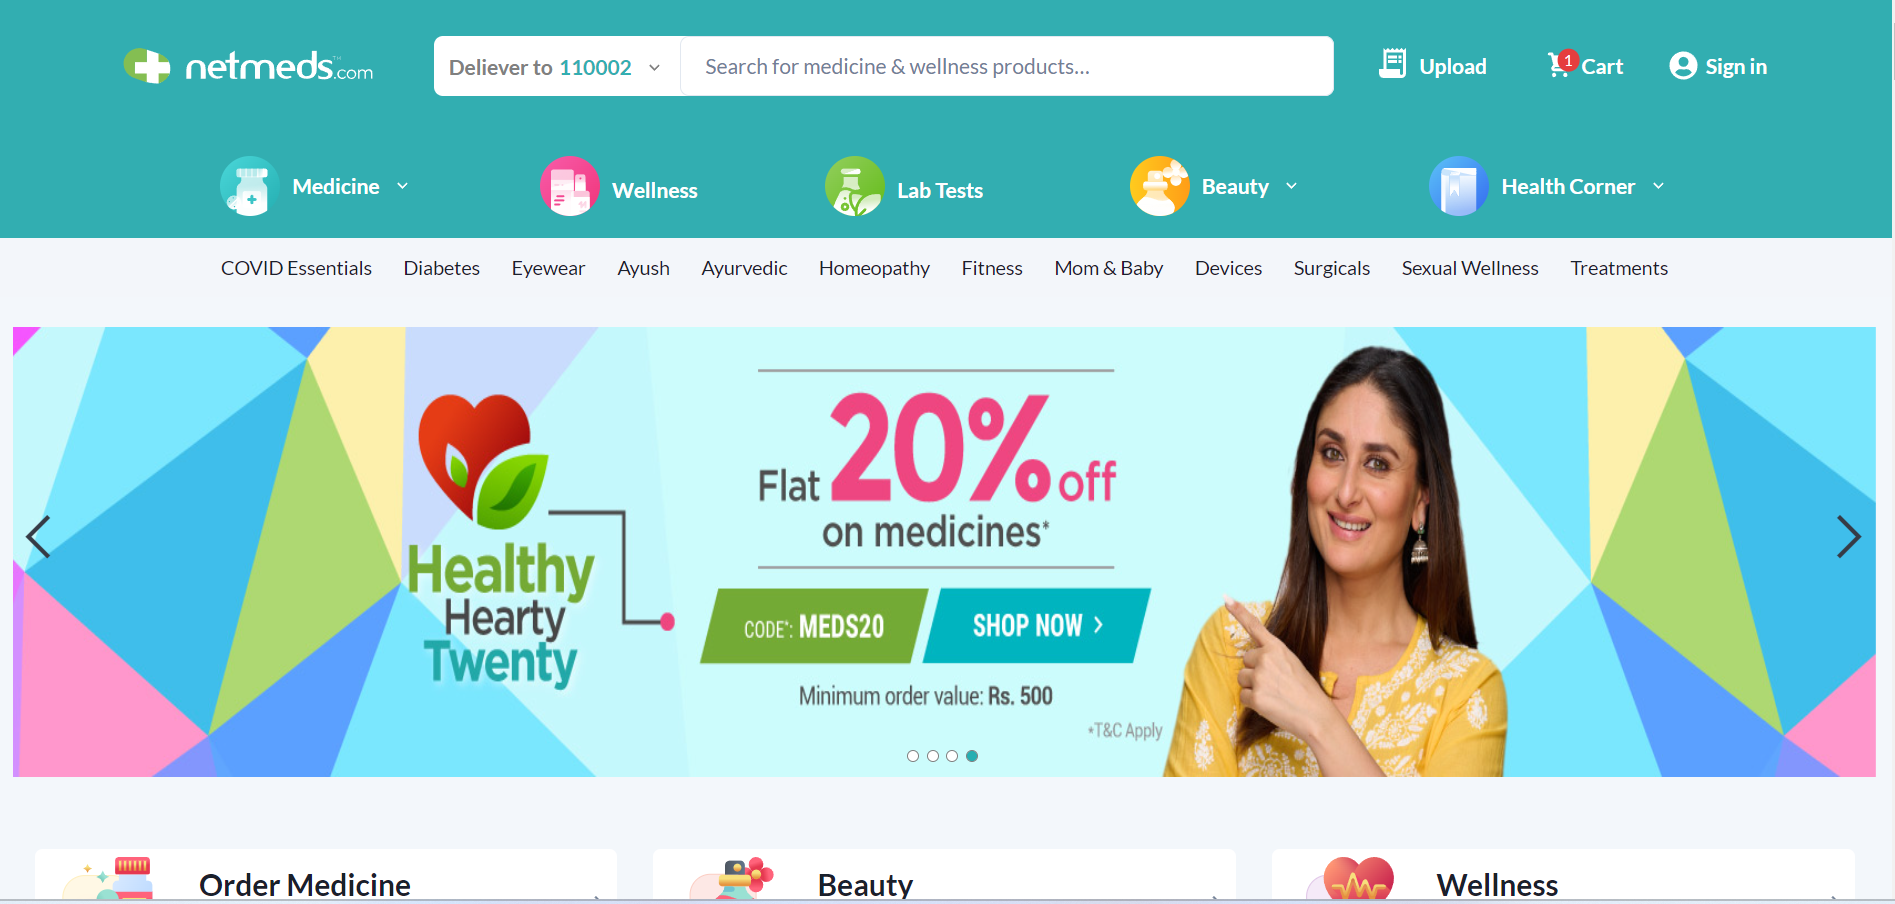 netmeds.com™
Deliever to 110002
Search for medicine & wellness products...
Upload
1
Cart
Sign in
Medicine
Wellness
Lab Tests
Beauty
Health Corner
COVID Essentials Diabetes Eyewear Ayush Ayurvedic Homeopathy Fitness Mom & Baby Devices Surgicals Sexual Wellness Treatments
Healthy
Hearty
Twenty
Flat 20% off
on medicines*
CODE*: MEDS20
SHOP NOW >
Minimum order value: Rs. 500
*T&C Apply
Order Medicine
Beauty
Wellness